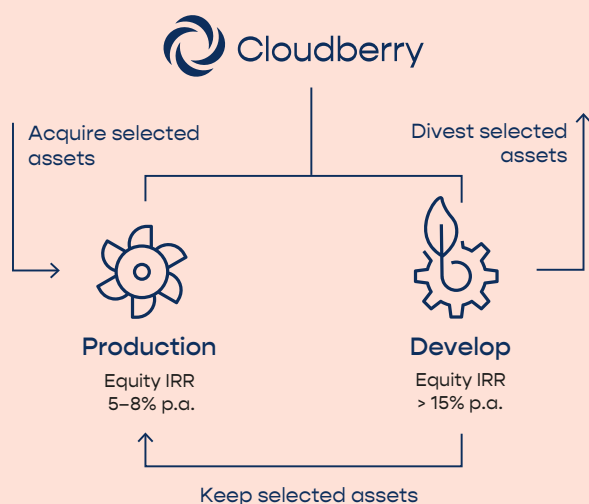 Cloudberry
Acquire selected
assets
Divest selected
assets
Production
Equity IRR
5–8% p.a.
Develop
Equity IRR
> 15% p.a.
Keep selected assets